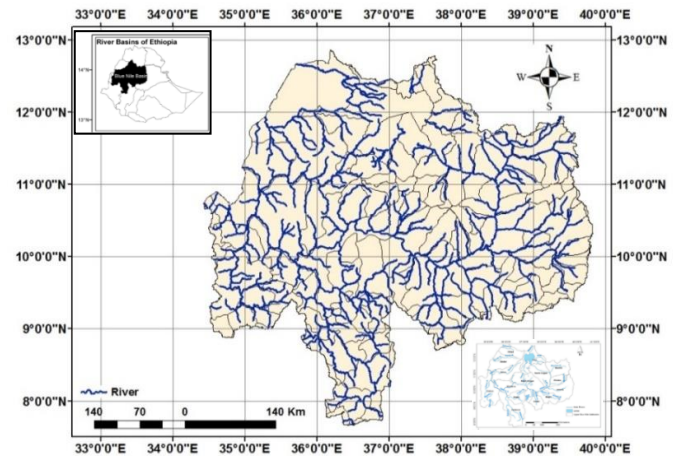 33°0'0"E 34°0'0"E 35°0'0"E 36°0'0"E 37°0'0"E 38°0'0"E 39°0'0"E 40°0'0"E
13°0'0"N 13°0'0"N
River Basins of Ethiopia
Blue Nile Basin
N
W E
S
12°0'0"N 12°0'0"N
11°0'0"N 11°0'0"N
10°0'0"N 10°0'0"N
9°0'0"N 9°0'0"N
8°0'0"N 8°0'0"N
River
140 70 0 140 Km
33°0'0"E 34°0'0"E 35°0'0"E 36°0'0"E 37°0'0"E 38°0'0"E 39°0'0"E 40°0'0"E